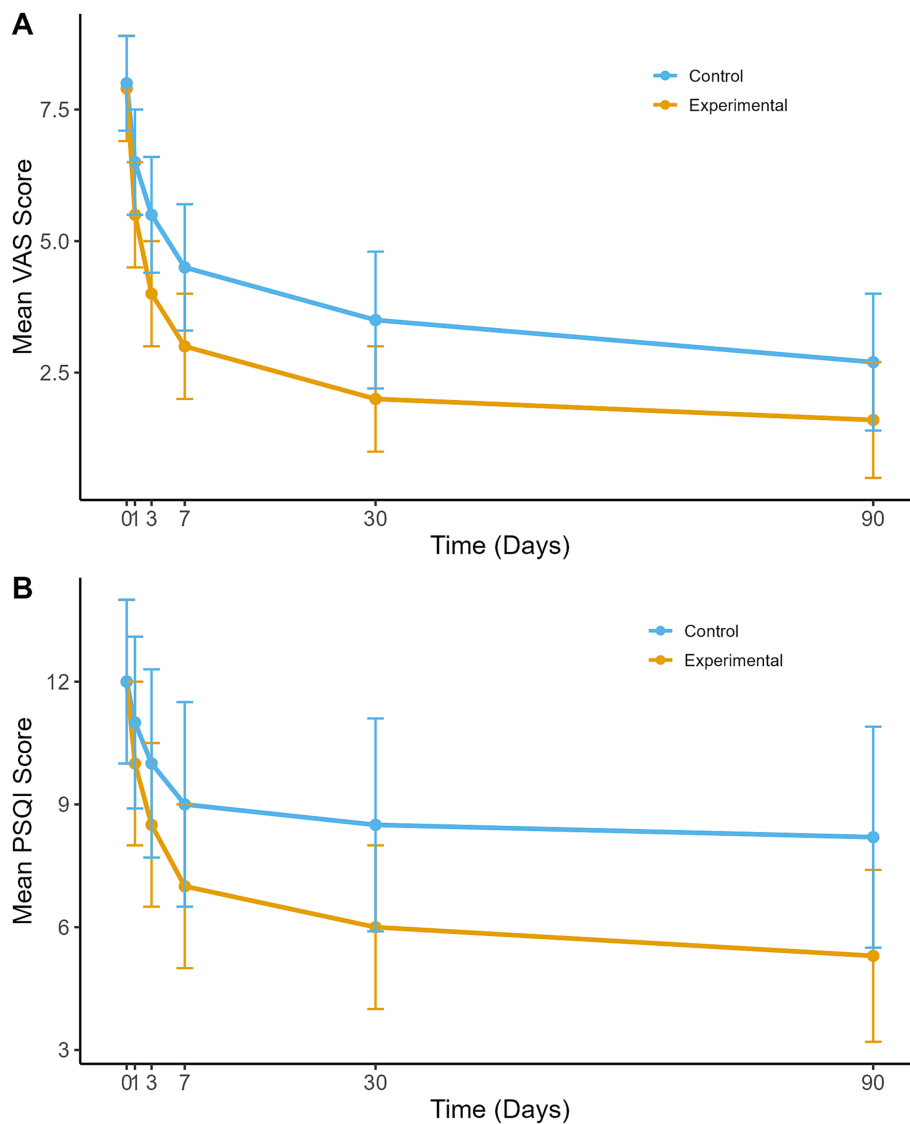 A
Mean VAS Score
7.5
5.0
2.5
Control
Experimental
0 1 3 7 30 90
Time (Days)
B
Mean PSQI Score
12
9
6
3
Control
Experimental
0 1 3 7 30 90
Time (Days)